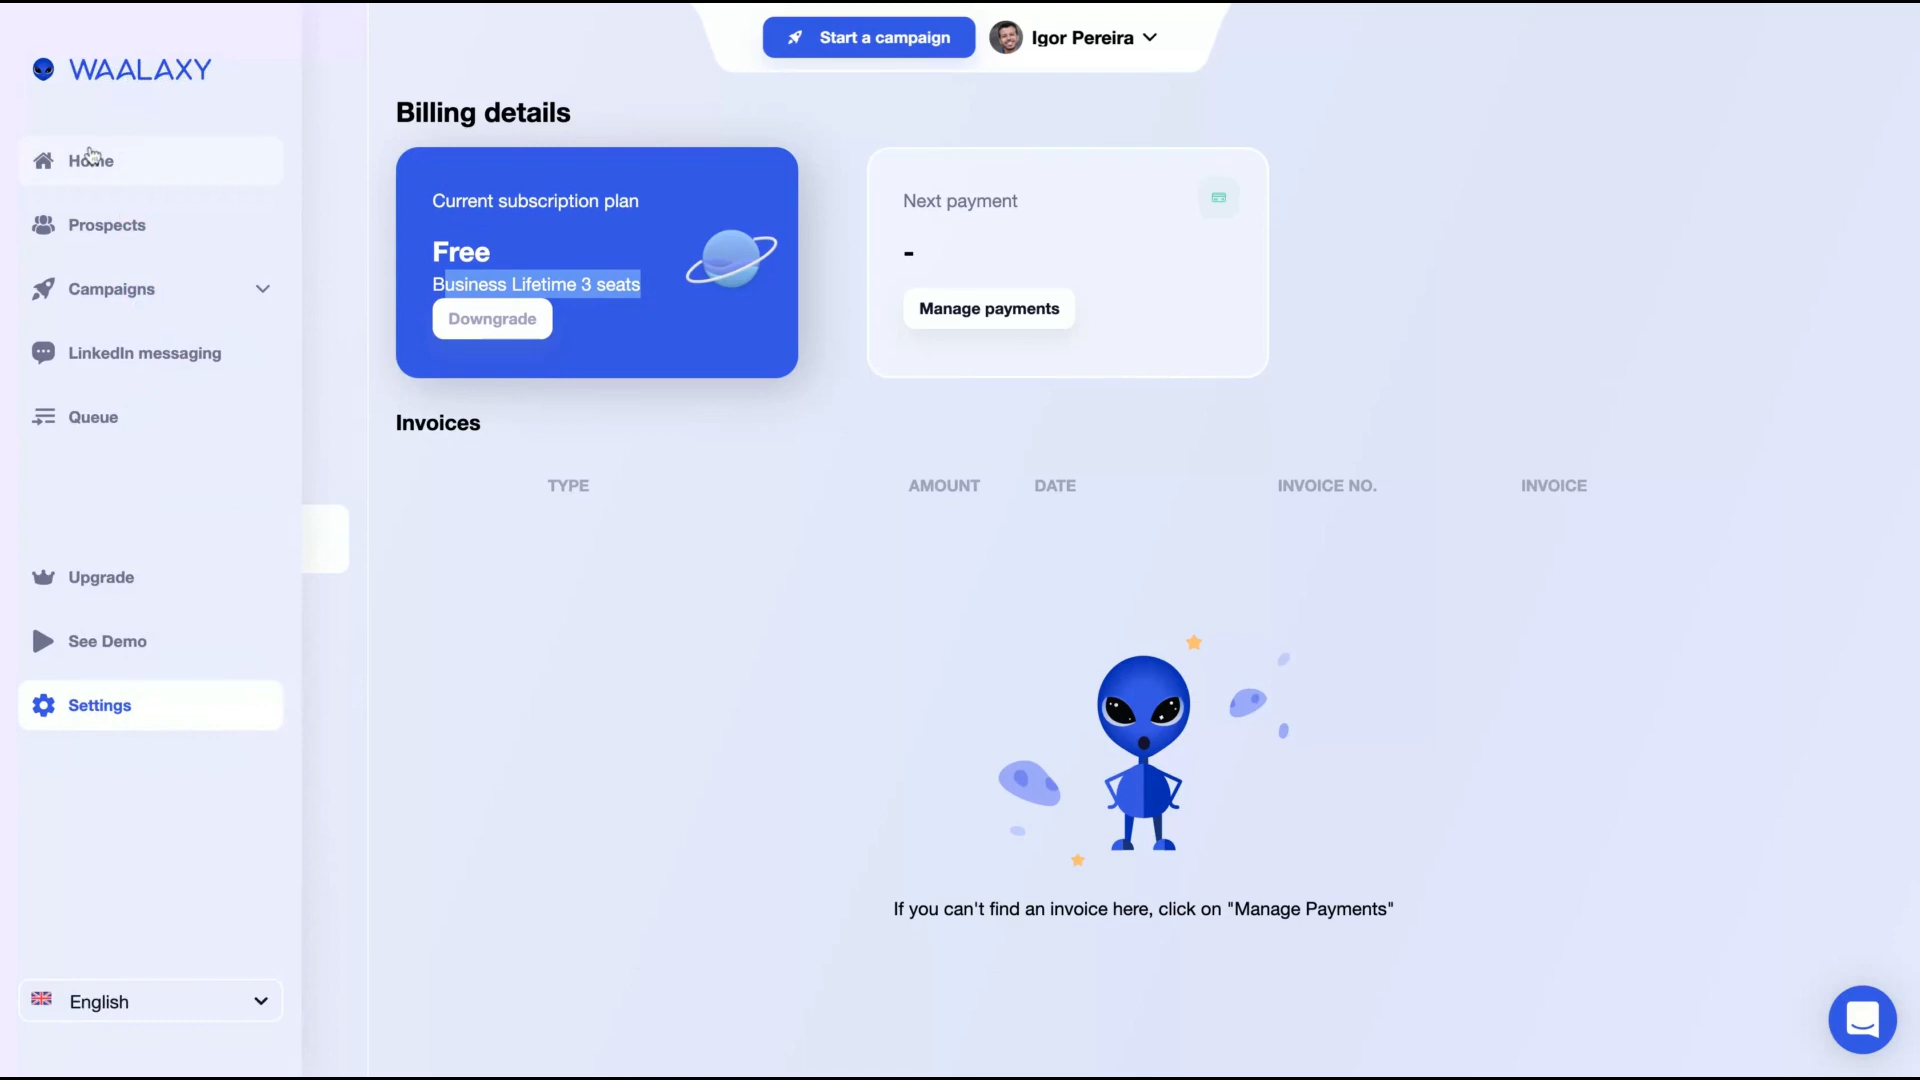 WAALAXY
Home
Prospects
Campaigns
LinkedIn messaging
Queue
Upgrade
See Demo
Settings
English
Start a campaign
Igor Pereira
Billing details
Current subscription plan
Free
Business Lifetime 3 seats
Downgrade
Next payment
-
Manage payments
Invoices
TYPE AMOUNT DATE INVOICE NO. INVOICE
If you can't find an invoice here, click on "Manage Payments"